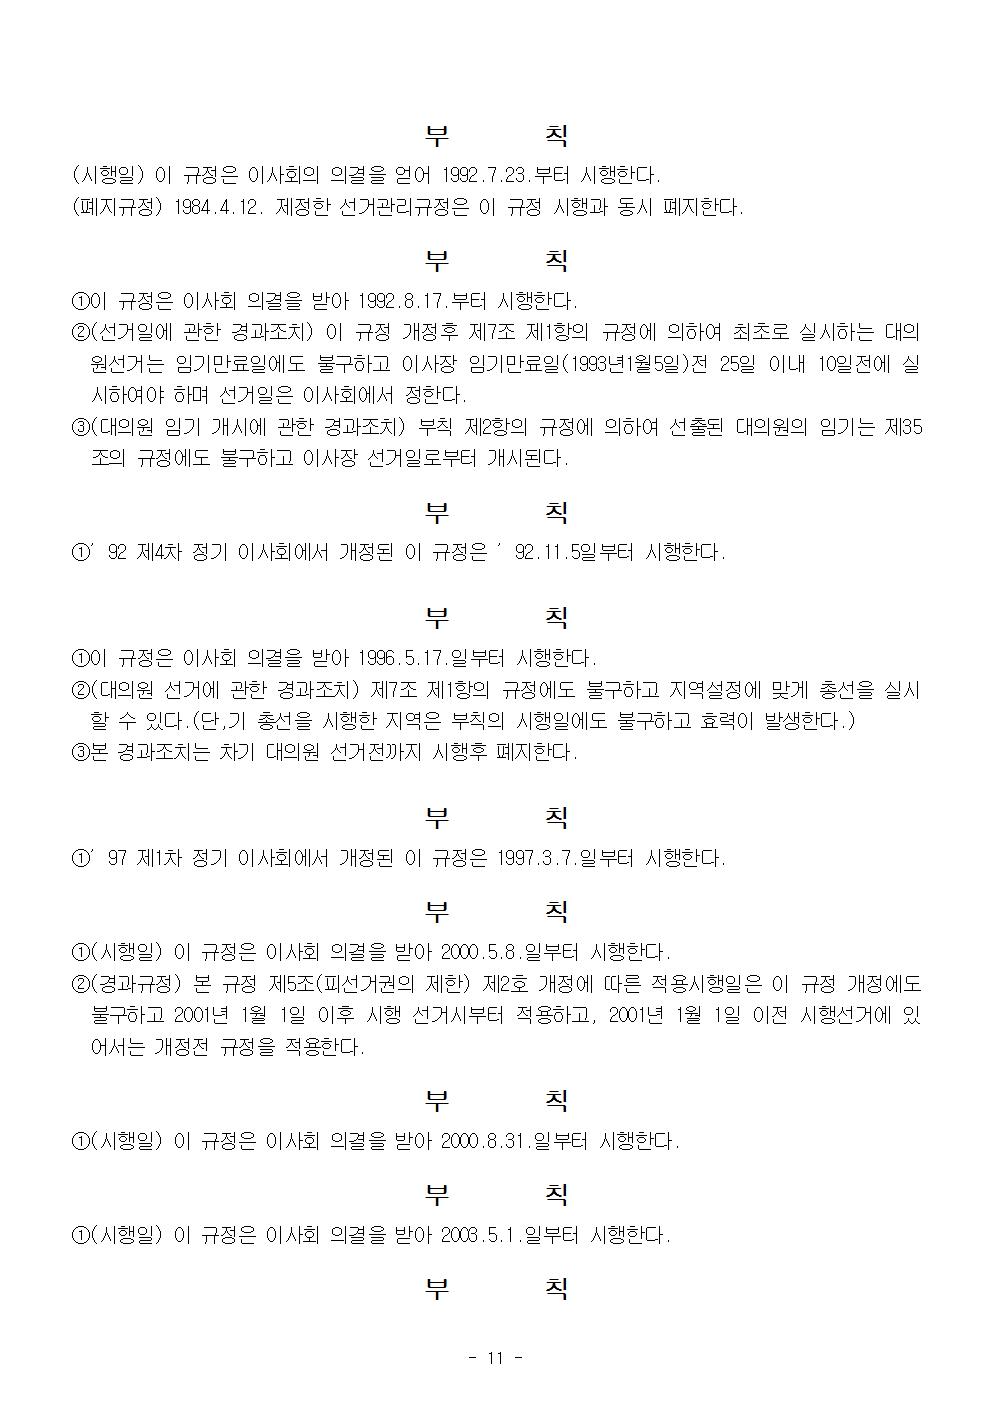 부 칙
(시행일) 이 규정은 이사회의 의결을 얻어 1992.7.23.부터 시행한다.
(폐지규정) 1984.4.12. 제정한 선거관리규정은 이 규정 시행과 동시 폐지한다.
부 칙
①이 규정은 이사회 의결을 받아 1992.8.17.부터 시행한다.
②(선거일에 관한 경과조치) 이 규정 개정후 제7조 제1항의 규정에 의하여 최초로 실시하는 대의
원선거는 임기만료일에도 불구하고 이사장 임기만료일(1993년1월5일)전 25일 이내 10일전에 실
시하여야 하며 선거일은 이사회에서 정한다.
③(대의원 임기 개시에 관한 경과조치) 부칙 제2항의 규정에 의하여 선출된 대의원의 임기는 제35
조의 규정에도 불구하고 이사장 선거일로부터 개시된다.
부 칙
①’92 제4차 정기 이사회에서 개정된 이 규정은 ’92.11.5일부터 시행한다.
부 칙
①이 규정은 이사회 의결을 받아 1996.5.17.일부터 시행한다.
②(대의원 선거에 관한 경과조치) 제7조 제1항의 규정에도 불구하고 지역설정에 맞게 총선을 실시
할 수 있다.(단,기 총선을 시행한 지역은 부칙의 시행일에도 불구하고 효력이 발생한다.)
③본 경과조치는 차기 대의원 선거전까지 시행후 폐지한다.
부 칙
①’97 제1차 정기 이사회에서 개정된 이 규정은 1997.3.7.일부터 시행한다.
부 칙
①(시행일) 이 규정은 이사회 의결을 받아 2000.5.8.일부터 시행한다.
②(경과규정) 본 규정 제5조(피선거권의 제한) 제2호 개정에 따른 적용시행일은 이 규정 개정에도
불구하고 2001년 1월 1일 이후 시행 선거시부터 적용하고, 2001년 1월 1일 이전 시행선거에 있
어서는 개정전 규정을 적용한다.
부 칙
①(시행일) 이 규정은 이사회 의결을 받아 2000.8.31.일부터 시행한다.
부 칙
①(시행일) 이 규정은 이사회 의결을 받아 2003.5.1.일부터 시행한다.
부 칙
- 11 -